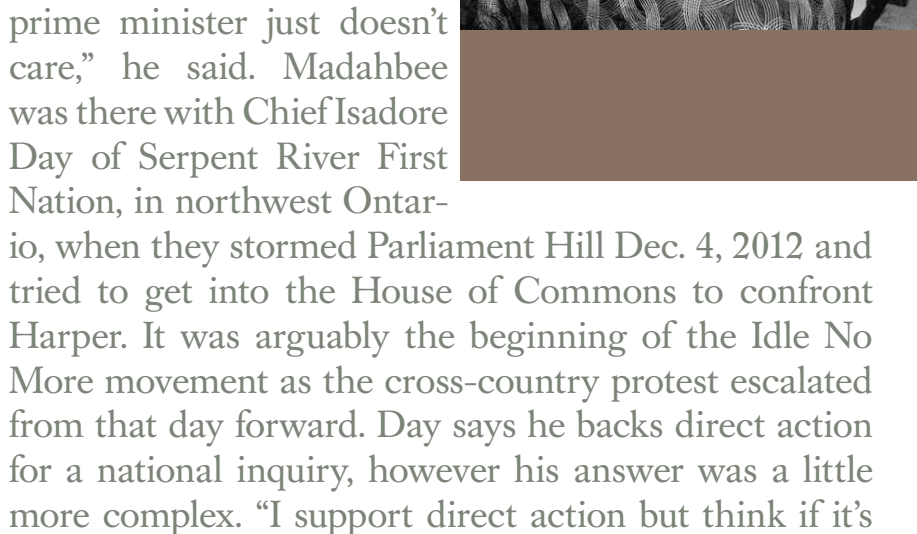 prime minister just doesn’t
care,” he said. Madahbee
was there with Chief Isadore
Day of Serpent River First
Nation, in northwest Ontar-
io, when they stormed Parliament Hill Dec. 4, 2012 and
tried to get into the House of Commons to confront
Harper. It was arguably the beginning of the Idle No
More movement as the cross-country protest escalated
from that day forward. Day says he backs direct action
for a national inquiry, however his answer was a little
more complex. “I support direct action but think if it’s